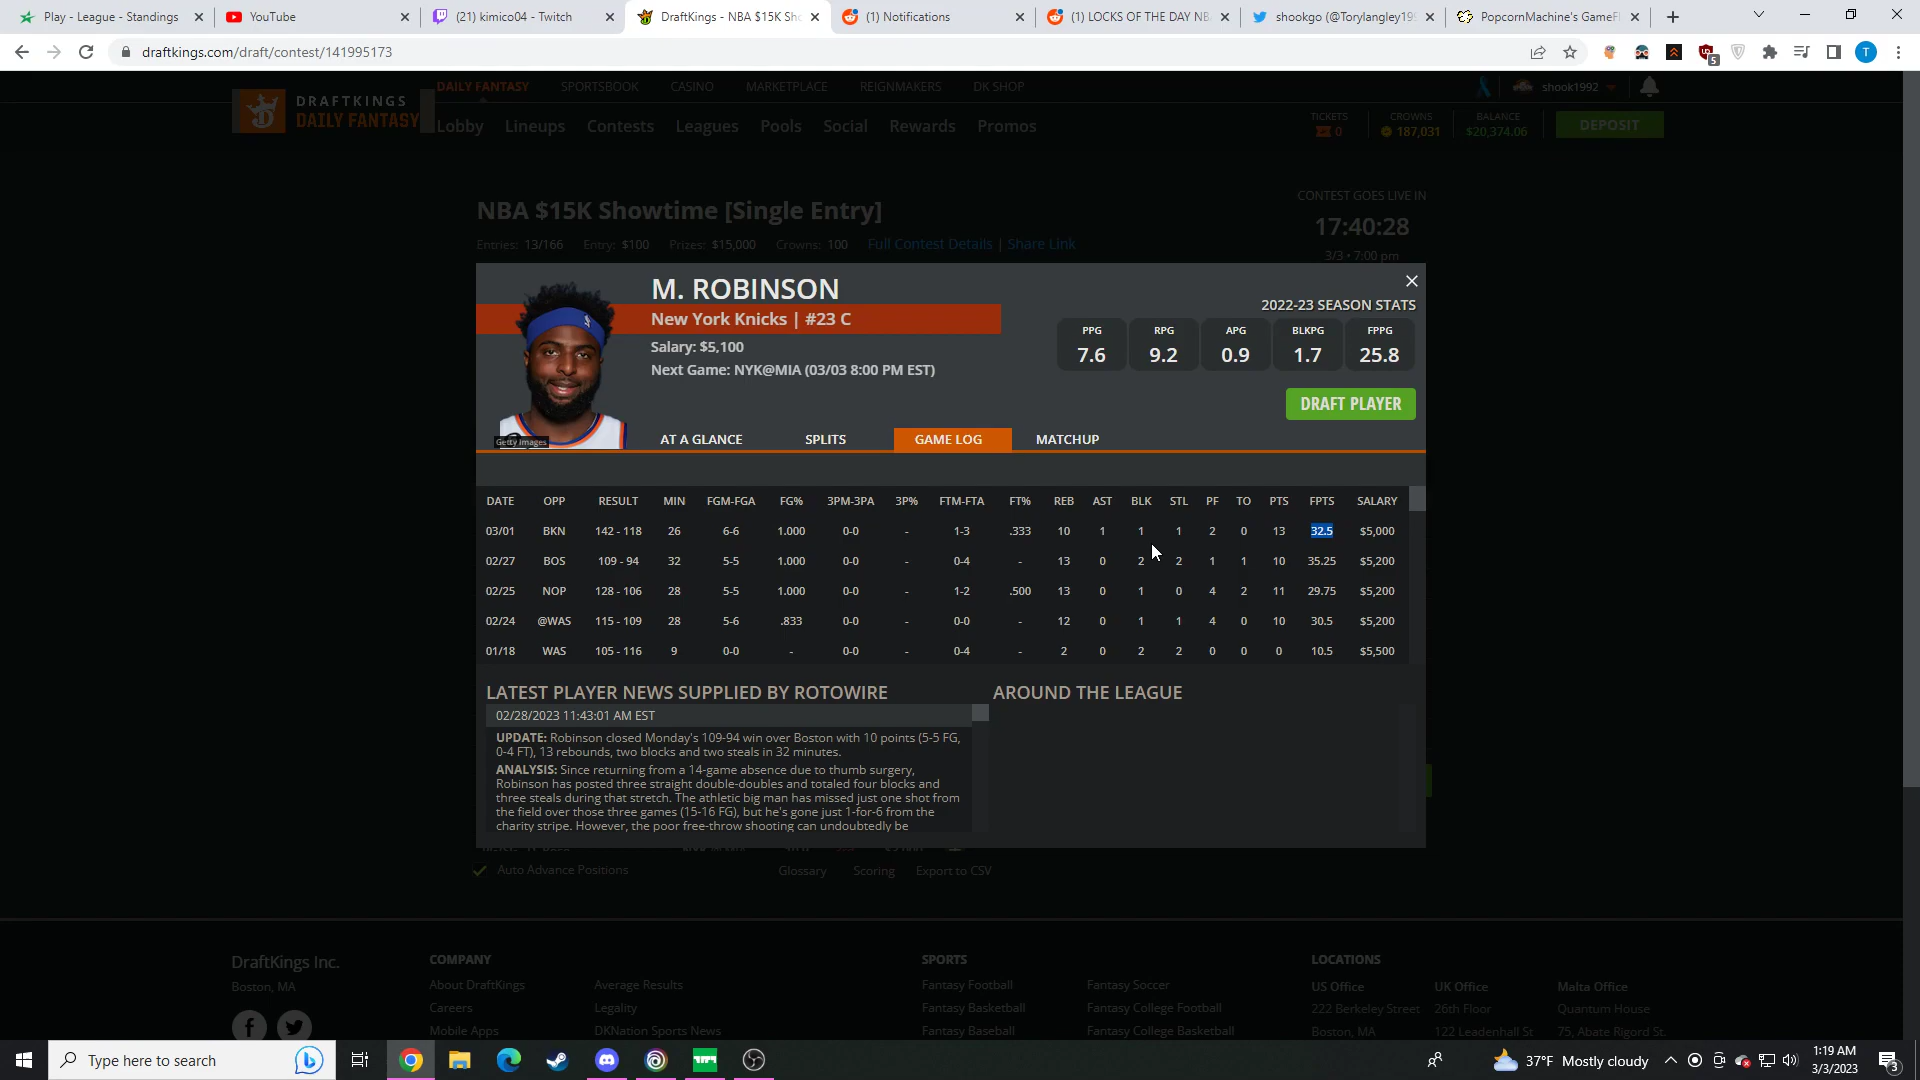 Play - League - Standings
YouTube
(21) kimico04 - Twitch
DraftKings - NBA $15K Sho
(1) Notifications
(1) LOCKS OF THE DAY NB
shookgo (@Torylangley199
PopcornMachine's GameFl
draftkings.com/draft/contest/141995173
5
T
DRAFTKINGS
DAILY FANTASY
DAILY FANTASY SPORTSBOOK CASINO MARKETPLACE REIGNMAKERS DK SHOP
shook1992
Lobby Lineups Contests Leagues Pools Social Rewards Promos
TICKETS
0
CROWNS
187,031
BALANCE
$20,374.06
DEPOSIT
NBA $15K Showtime [Single Entry]
Entries: 13/166 Entry: $100 Prizes: $15,000 Crowns: 100 Full Contest Details | Share Link
CONTEST GOES LIVE IN
17:40:28
3/3 • 7:00 pm
M. ROBINSON
New York Knicks | #23 C
Salary: $5,100
Next Game: NYK@MIA (03/03 8:00 PM EST)
Getty Images
2022-23 SEASON STATS
PPG RPG APG BLKPG FPPG
7.6 9.2 0.9 1.7 25.8
DRAFT PLAYER
AT A GLANCE SPLITS GAME LOG MATCHUP
DATE OPP RESULT MIN FGM-FGA FG% 3PM-3PA 3P% FTM-FTA FT% REB AST BLK STL PF TO PTS FPTS SALARY
03/01 BKN 142 - 118 26 6-6 1.000 0-0 - 1-3 .333 10 1 1 1 2 0 13 32.5 $5,000
02/27 BOS 109 - 94 32 5-5 1.000 0-0 - 0-4 - 13 0 2 2 1 1 10 35.25 $5,200
02/25 NOP 128 - 106 28 5-5 1.000 0-0 - 1-2 .500 13 0 1 0 4 2 11 29.75 $5,200
02/24 @WAS 115 - 109 28 5-6 .833 0-0 - 0-0 - 12 0 1 1 4 0 10 30.5 $5,200
01/18 WAS 105 - 116 9 0-0 - 0-0 - 0-4 - 2 0 2 2 0 0 0 10.5 $5,500
LATEST PLAYER NEWS SUPPLIED BY ROTOWIRE
AROUND THE LEAGUE
02/28/2023 11:43:01 AM EST
UPDATE: Robinson closed Monday's 109-94 win over Boston with 10 points (5-5 FG,
0-4 FT), 13 rebounds, two blocks and two steals in 32 minutes.
ANALYSIS: Since returning from a 14-game absence due to thumb surgery,
Robinson has posted three straight double-doubles and totaled four blocks and
three steals during that stretch. The athletic big man has missed just one shot from
the field over those three games (15-16 FG), but he's gone just 1-for-6 from the
charity stripe. However, the poor free-throw shooting can undoubtedly be
Auto Advance Positions
Glossary Scoring Export to CSV
DraftKings Inc.
Boston, MA
COMPANY
About DraftKings Average Results
Careers Legality
Mobile Apps DKNation Sports News
SPORTS
Fantasy Football Fantasy Soccer
Fantasy Basketball Fantasy College Football
Fantasy Baseball Fantasy College Basketball
LOCATIONS
US Office UK Office Malta Office
222 Berkeley Street 26th Floor Quantum House
Boston, MA 122 Leadenhall St 75, Abate Rigord St.
Type here to search
37°F Mostly cloudy
1:19 AM
3/3/2023
3